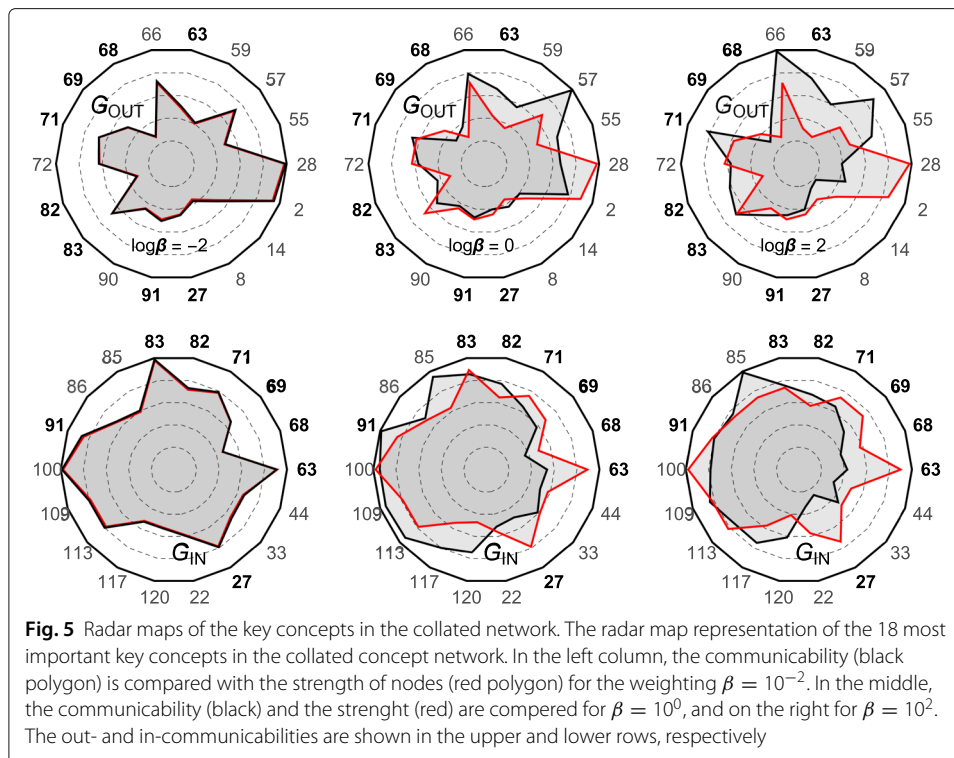 66 63 59 57 55 28 2 14 8 27 91 90 83 82 72 71 69 68
G_OUT
logβ = −2
66 63 59 57 55 28 2 14 8 27 91 90 83 82 72 71 69 68
G_OUT
logβ = 0
66 63 59 57 55 28 2 14 8 27 91 90 83 82 72 71 69 68
G_OUT
logβ = 2
83 82 71 69 68 63 44 33 27 22 120 117 113 109 100 91 86 85
G_IN
83 82 71 69 68 63 44 33 27 22 120 117 113 109 100 91 86 85
G_IN
83 82 71 69 68 63 44 33 27 22 120 117 113 109 100 91 86 85
G_IN
Fig. 5 Radar maps of the key concepts in the collated network. The radar map representation of the 18 most
important key concepts in the collated concept network. In the left column, the communicability (black
polygon) is compared with the strength of nodes (red polygon) for the weighting β = 10⁻². In the middle,
the communicability (black) and the strenght (red) are compered for β = 10⁰, and on the right for β = 10².
The out- and in-communicabilities are shown in the upper and lower rows, respectively